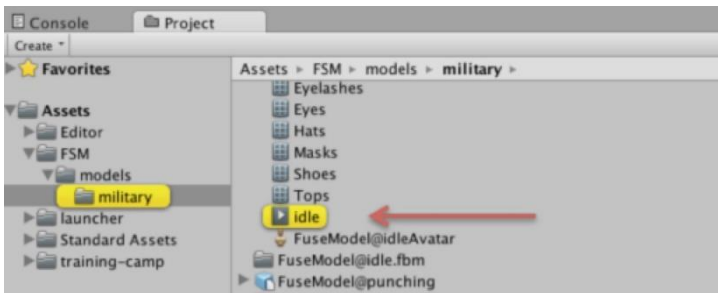 Console Project
Create
Favorites
Assets
Editor
FSM
models
military
launcher
Standard Assets
training-camp
Assets FSM models military
Eyelashes
Eyes
Hats
Masks
Shoes
Tops
idle
FuseModel@idleAvatar
FuseModel@idle.fbm
FuseModel@punching